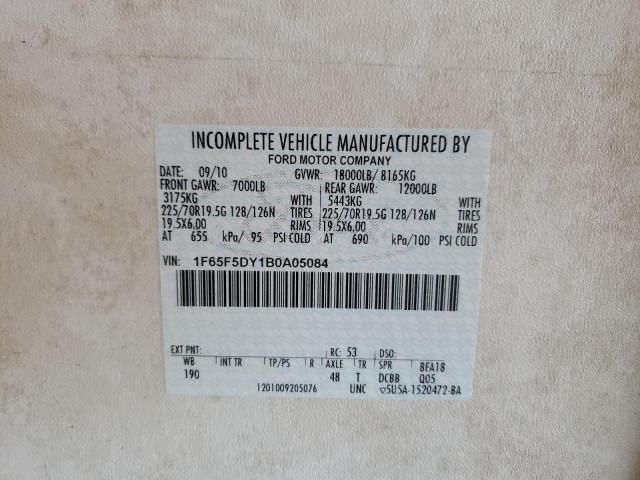 INCOMPLETE VEHICLE MANUFACTURED BY
FORD MOTOR COMPANY
DATE: 09/10 GVWR: 18000LB/ 8165KG
FRONT GAWR: 7000LB REAR GAWR: 12000LB
3175KG WITH 5443KG WITH
225/70R19.5G 128/126N TIRES 225/70R19.5G 128/126N TIRES
19.5X6.00 RIMS 19.5X6.00 RIMS
AT 655 kPa/ 95 PSI COLD AT 690 kPa/100 PSI COLD
VIN: 1F65F5DY1B0A05084
EXT PNT: RC: 53 DSO:
WB INT TR TP/PS R AXLE TR SPR 8FA18
190 48 T DCBB Q05
1201009205076 UNC ▽5U5A-1520472-BA